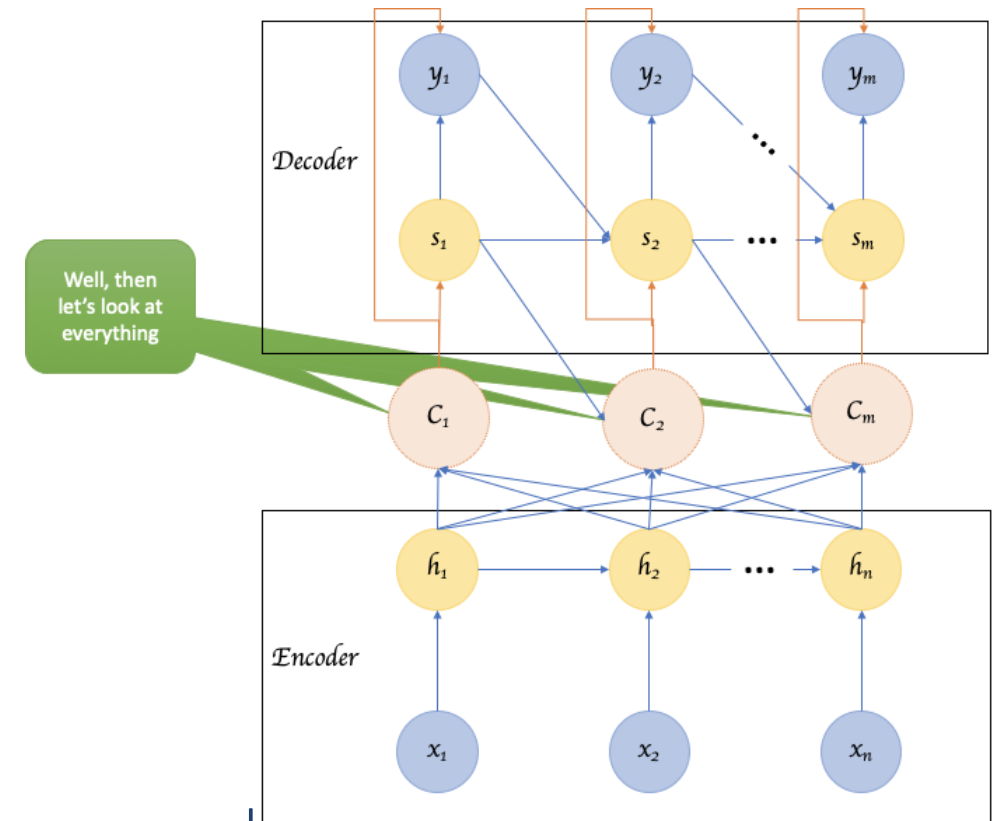 y₁ y₂ yₘ
Decoder
s₁ s₂ ... sₘ
Well, then
let's look at
everything
C₁ C₂ Cₘ
h₁ h₂ ... hₙ
Encoder
x₁ x₂ xₙ